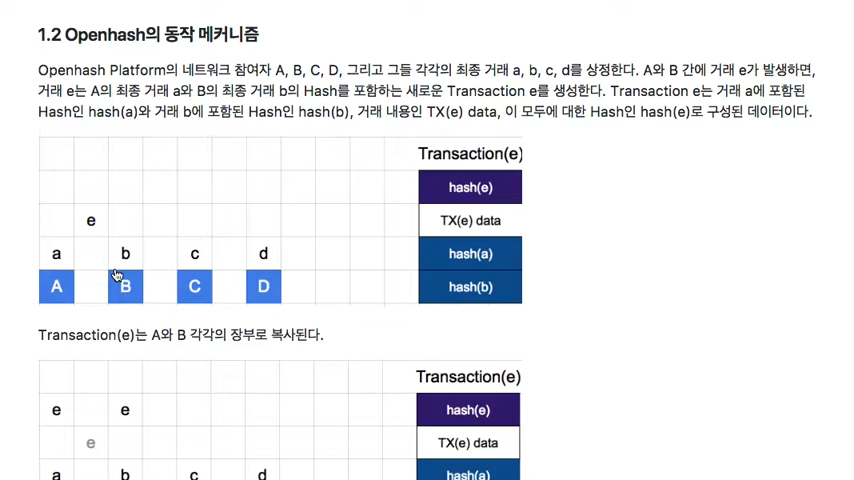 1.2 Openhash의 동작 메커니즘
Openhash Platform의 네트워크 참여자 A, B, C, D, 그리고 그들 각각의 최종 거래 a, b, c, d를 상정한다. A와 B 간에 거래 e가 발생하면,
거래 e는 A의 최종 거래 a와 B의 최종 거래 b의 Hash를 포함하는 새로운 Transaction e를 생성한다. Transaction e는 거래 a에 포함된
Hash인 hash(a)와 거래 b에 포함된 Hash인 hash(b), 거래 내용인 TX(e) data, 이 모두에 대한 Hash인 hash(e)로 구성된 데이터이다.
Transaction(e)
hash(e)
e TX(e) data
a b c d hash(a)
A B C D hash(b)
Transaction(e)는 A와 B 각각의 장부로 복사된다.
Transaction(e)
e e hash(e)
e TX(e) data
a b c d hash(a)